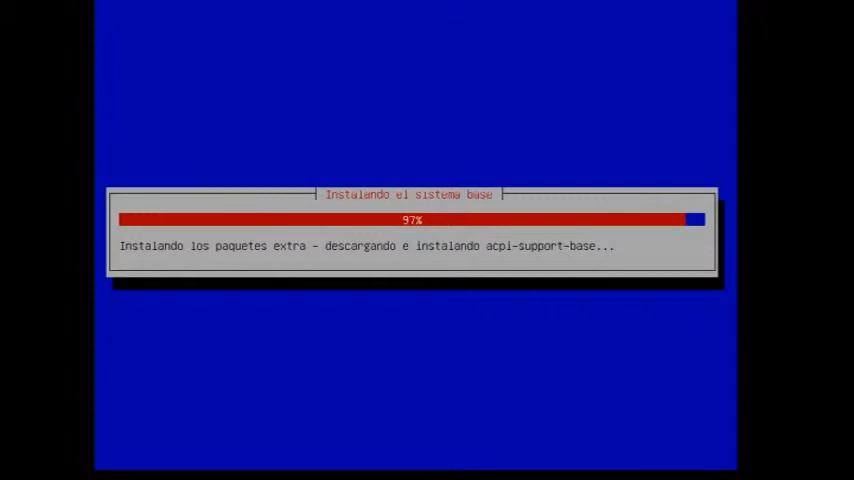 Instalando el sistema base
97%
Instalando los paquetes extra - descargando e instalando acpi-support-base...